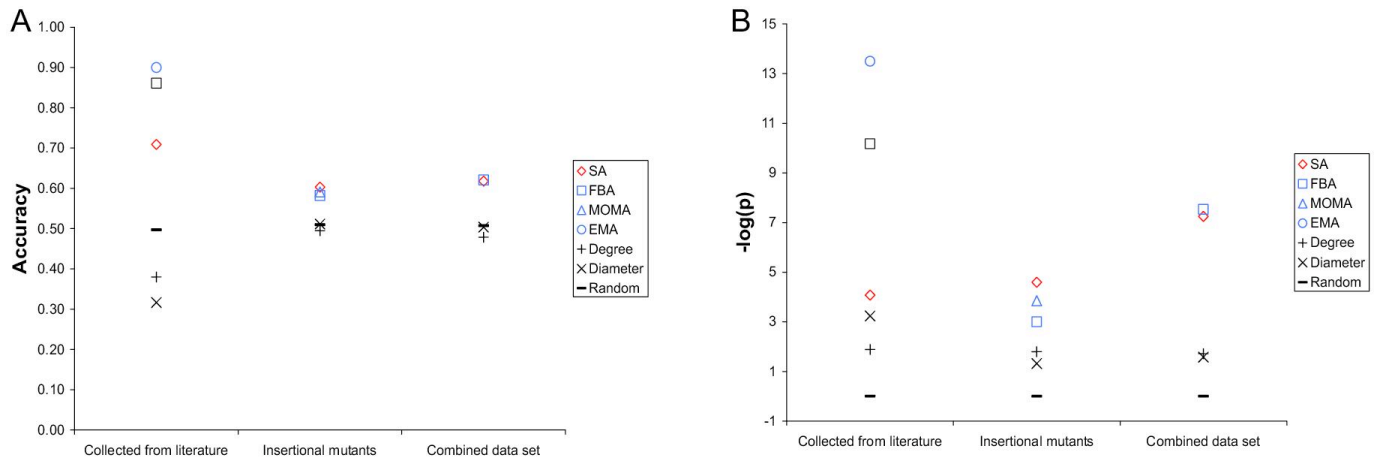 A
1.00
0.90
0.80
0.70
0.60
0.50
0.40
0.30
0.20
0.10
0.00
Accuracy
Collected from literature
Insertional mutants
Combined data set
SA
FBA
MOMA
EMA
Degree
Diameter
Random
B
15
13
11
9
7
5
3
1
-1
-log(p)
Collected from literature
Insertional mutants
Combined data set
SA
FBA
MOMA
EMA
Degree
Diameter
Random